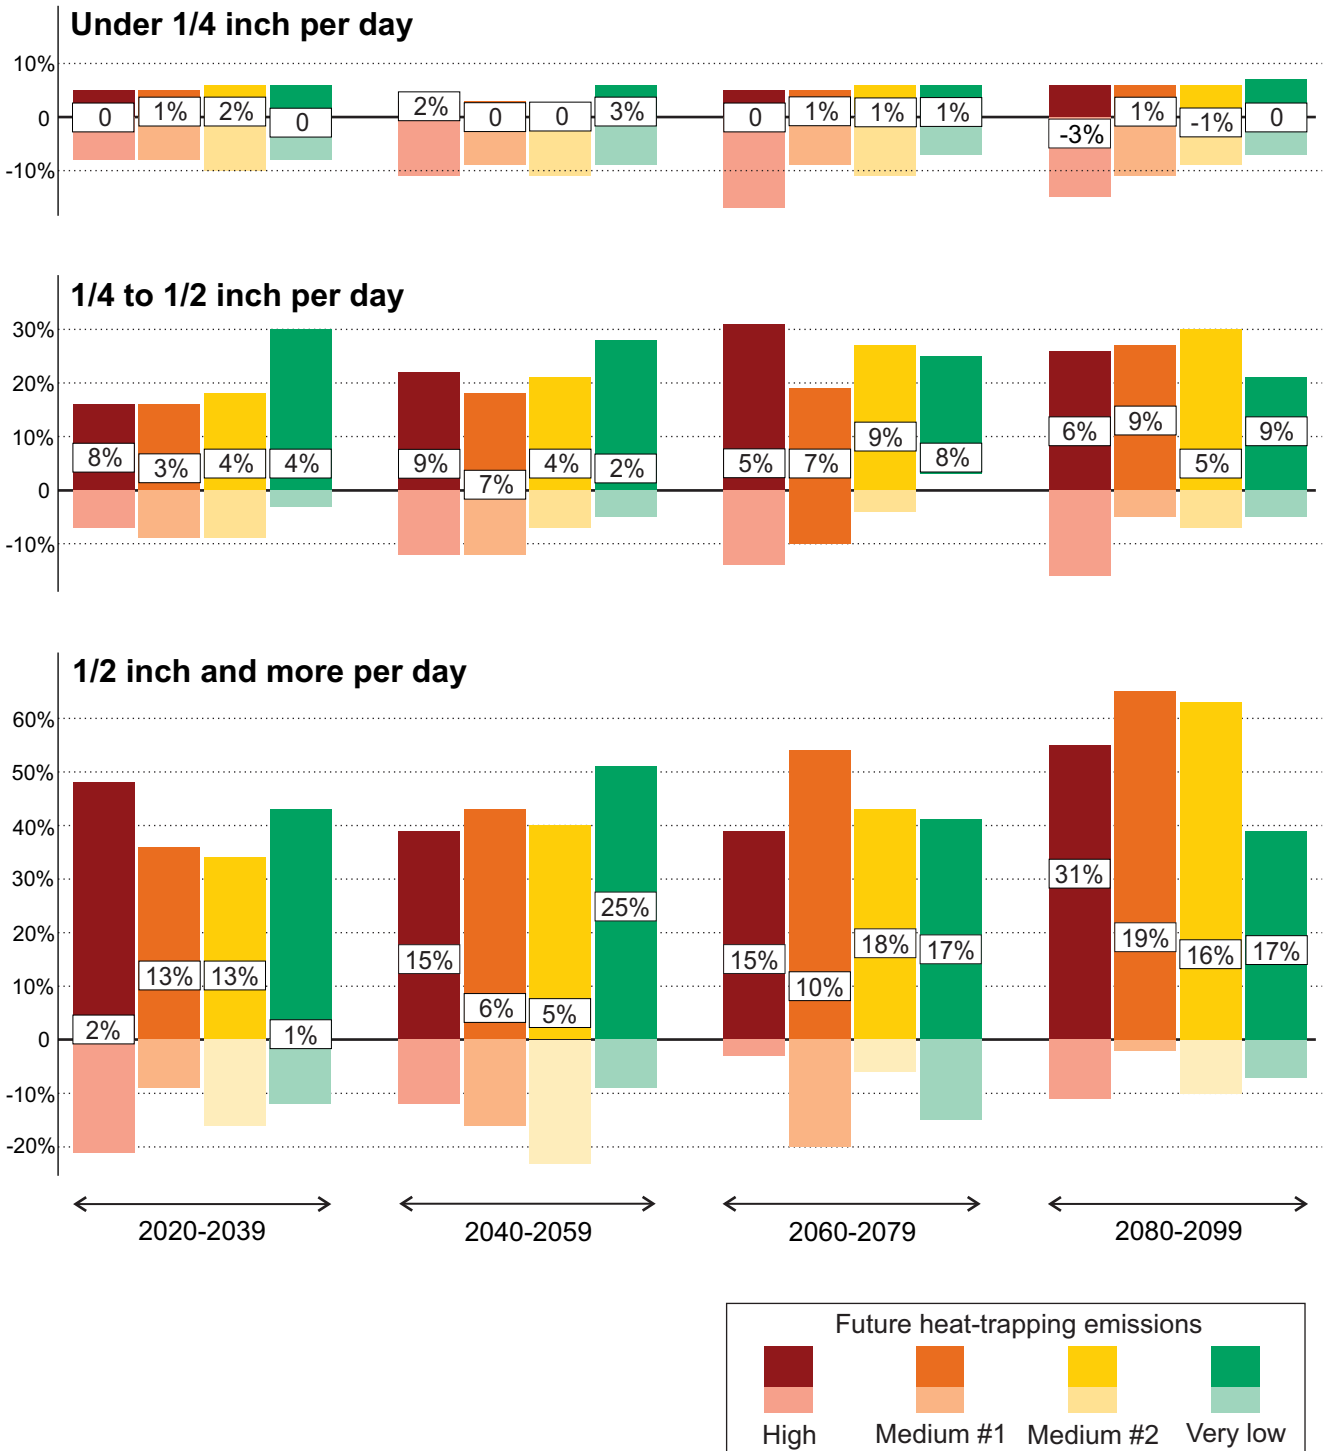 Under 1/4 inch per day
10%
0
-10%
0 1% 2% 0
2% 0 0 3%
0 1% 1% 1%
-3% 1% -1% 0
1/4 to 1/2 inch per day
30%
20%
10%
0
-10%
8% 3% 4% 4%
9% 7% 4% 2%
5% 7% 9% 8%
6% 9% 5% 9%
1/2 inch and more per day
60%
50%
40%
30%
20%
10%
0
-10%
-20%
2% 13% 13% 1%
15% 6% 5% 25%
15% 10% 18% 17%
31% 19% 16% 17%
2020-2039 2040-2059 2060-2079 2080-2099
Future heat-trapping emissions
High Medium #1 Medium #2 Very low